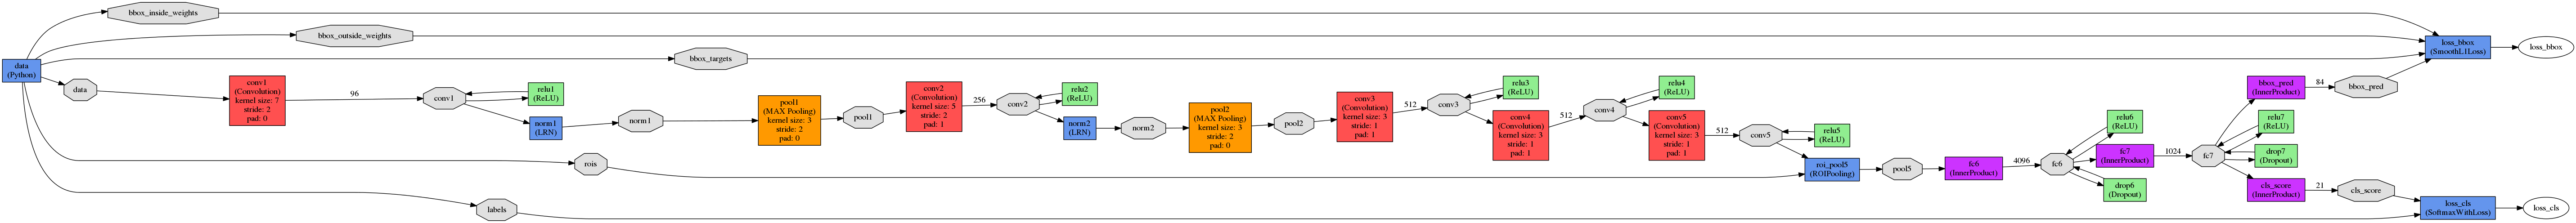 bbox_inside_weights
bbox_outside_weights
loss_bbox
(SmoothL1Loss)
loss_bbox
bbox_targets
data
(Python)
data
conv1
(Convolution)
kernel size: 7
stride: 2
pad: 0
96
conv1
relu1
(ReLU)
norm1
(LRN)
norm1
pool1
(MAX Pooling)
kernel size: 3
stride: 2
pad: 0
pool1
conv2
(Convolution)
kernel size: 5
stride: 2
pad: 1
256
conv2
relu2
(ReLU)
norm2
(LRN)
norm2
pool2
(MAX Pooling)
kernel size: 3
stride: 2
pad: 0
pool2
conv3
(Convolution)
kernel size: 3
stride: 1
pad: 1
512
conv3
relu3
(ReLU)
conv4
(Convolution)
kernel size: 3
stride: 1
pad: 1
512
conv4
relu4
(ReLU)
conv5
(Convolution)
kernel size: 3
stride: 1
pad: 1
512
conv5
relu5
(ReLU)
rois
roi_pool5
(ROIPooling)
pool5
fc6
(InnerProduct)
4096
fc6
relu6
(ReLU)
drop6
(Dropout)
fc7
(InnerProduct)
1024
fc7
relu7
(ReLU)
drop7
(Dropout)
bbox_pred
(InnerProduct)
84
bbox_pred
cls_score
(InnerProduct)
21
cls_score
labels
loss_cls
(SoftmaxWithLoss)
loss_cls